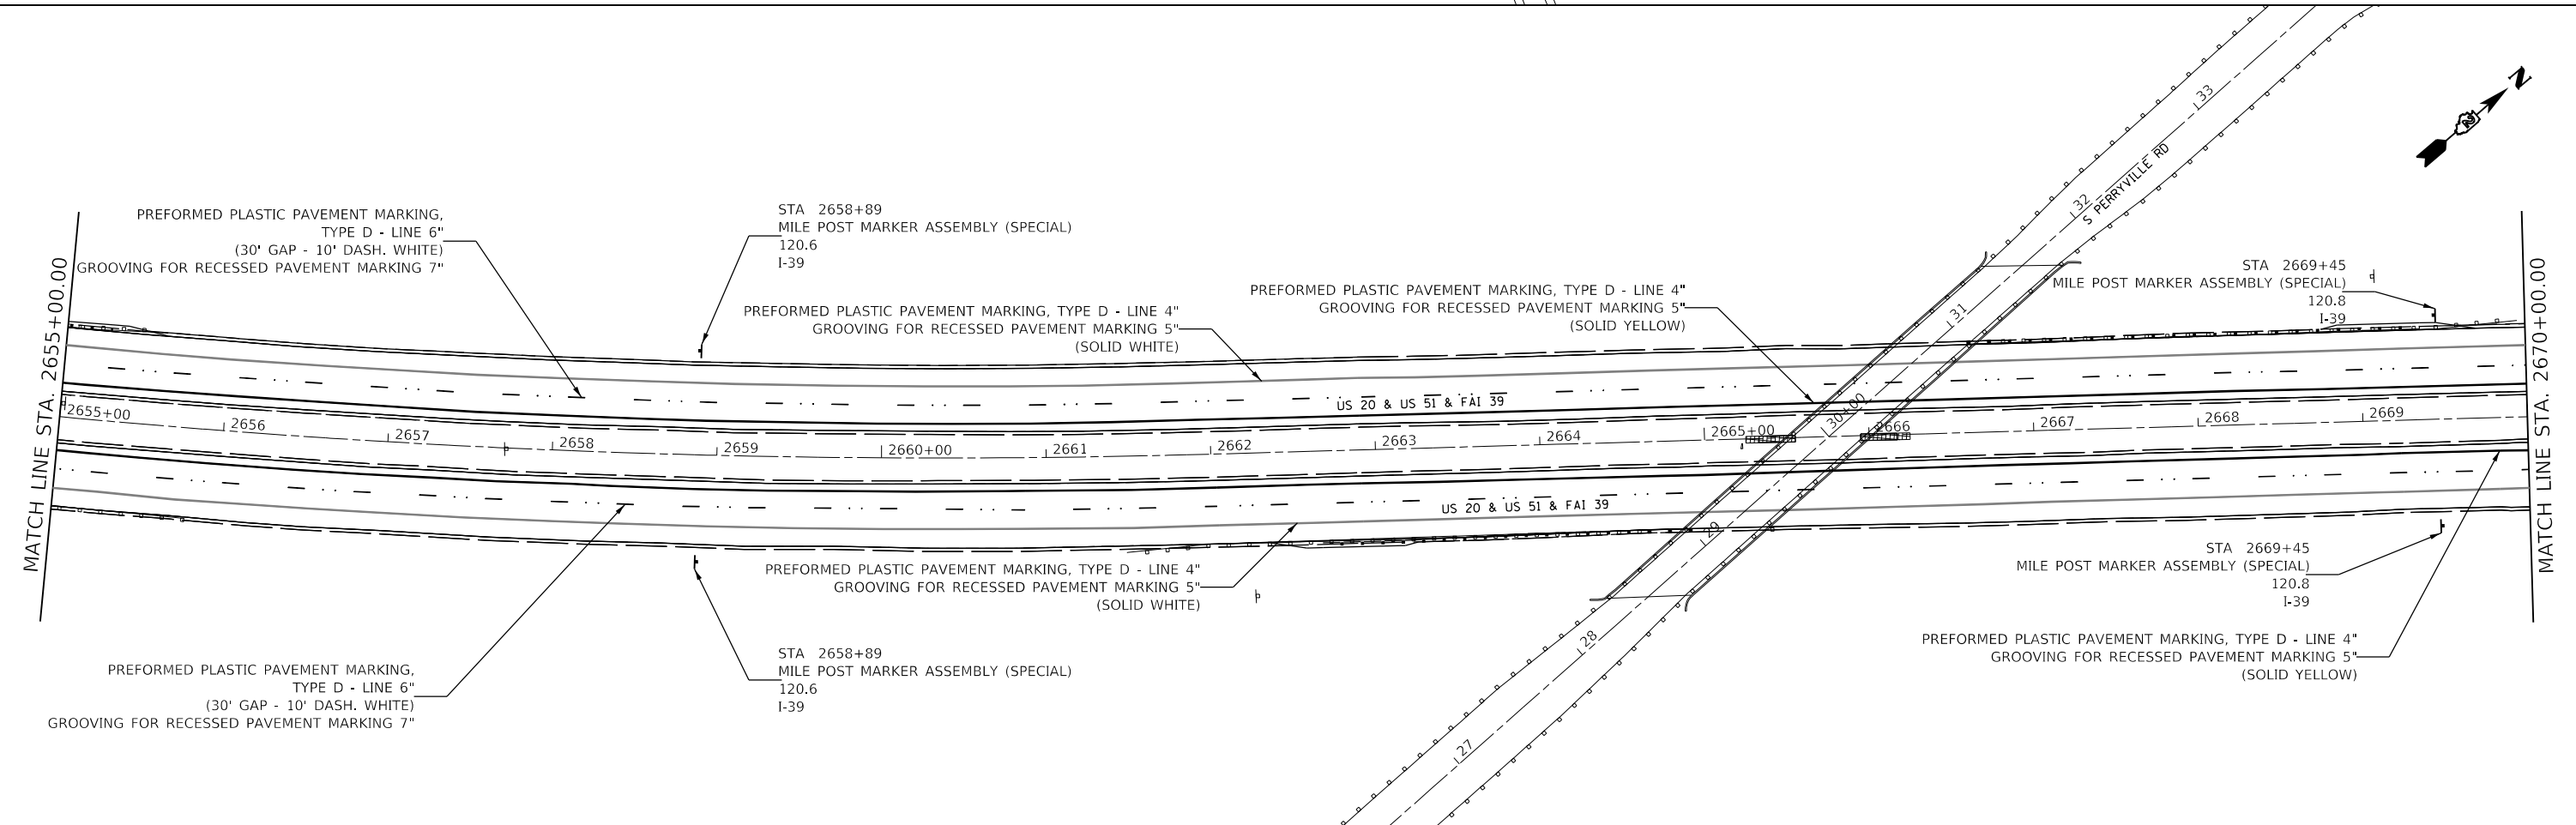 PREFORMED PLASTIC PAVEMENT MARKING,
TYPE D - LINE 6"
(30' GAP - 10' DASH. WHITE)
GROOVING FOR RECESSED PAVEMENT MARKING 7"
STA 2658+89
MILE POST MARKER ASSEMBLY (SPECIAL)
120.6
I-39
PREFORMED PLASTIC PAVEMENT MARKING, TYPE D - LINE 4"
GROOVING FOR RECESSED PAVEMENT MARKING 5"
(SOLID WHITE)
PREFORMED PLASTIC PAVEMENT MARKING, TYPE D - LINE 4"
GROOVING FOR RECESSED PAVEMENT MARKING 5"
(SOLID YELLOW)
STA 2669+45
MILE POST MARKER ASSEMBLY (SPECIAL)
120.8
I-39
N
S PERRYVILLE RD
33
32
31
30+00
29
28
27
MATCH LINE STA. 2655+00.00
MATCH LINE STA. 2670+00.00
US 20 & US 51 & FAI 39
2655+00
2656
2657
2658
2659
2660+00
2661
2662
2663
2664
2665+00
2666
2667
2668
2669
US 20 & US 51 & FAI 39
PREFORMED PLASTIC PAVEMENT MARKING, TYPE D - LINE 4"
GROOVING FOR RECESSED PAVEMENT MARKING 5"
(SOLID WHITE)
STA 2669+45
MILE POST MARKER ASSEMBLY (SPECIAL)
120.8
I-39
PREFORMED PLASTIC PAVEMENT MARKING,
TYPE D - LINE 6"
(30' GAP - 10' DASH. WHITE)
GROOVING FOR RECESSED PAVEMENT MARKING 7"
STA 2658+89
MILE POST MARKER ASSEMBLY (SPECIAL)
120.6
I-39
PREFORMED PLASTIC PAVEMENT MARKING, TYPE D - LINE 4"
GROOVING FOR RECESSED PAVEMENT MARKING 5"
(SOLID YELLOW)